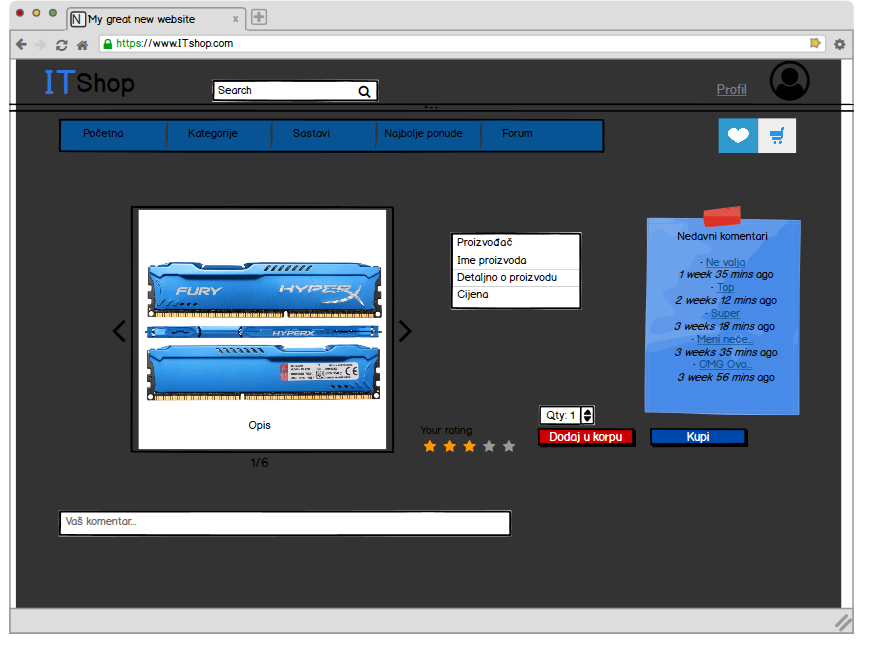 N My great new website x
https://www.ITshop.com
ITShop
Search
Profil
Početna Kategorije Sastavi Najbolje ponude Forum
FURY HYPERX
HYPERX
Opis
1/6
Proizvođač
Ime proizvoda
Detaljno o proizvodu
Cijena
Nedavni komentari
- Ne valja
1 week 35 mins ago
- Top
2 weeks 12 mins ago
- Super
3 weeks 18 mins ago
- Meni neće..
3 weeks 35 mins ago
- OMG Ovo..
3 week 56 mins ago
Your rating
Qty: 1
Dodaj u korpu Kupi
Vaš komentar...